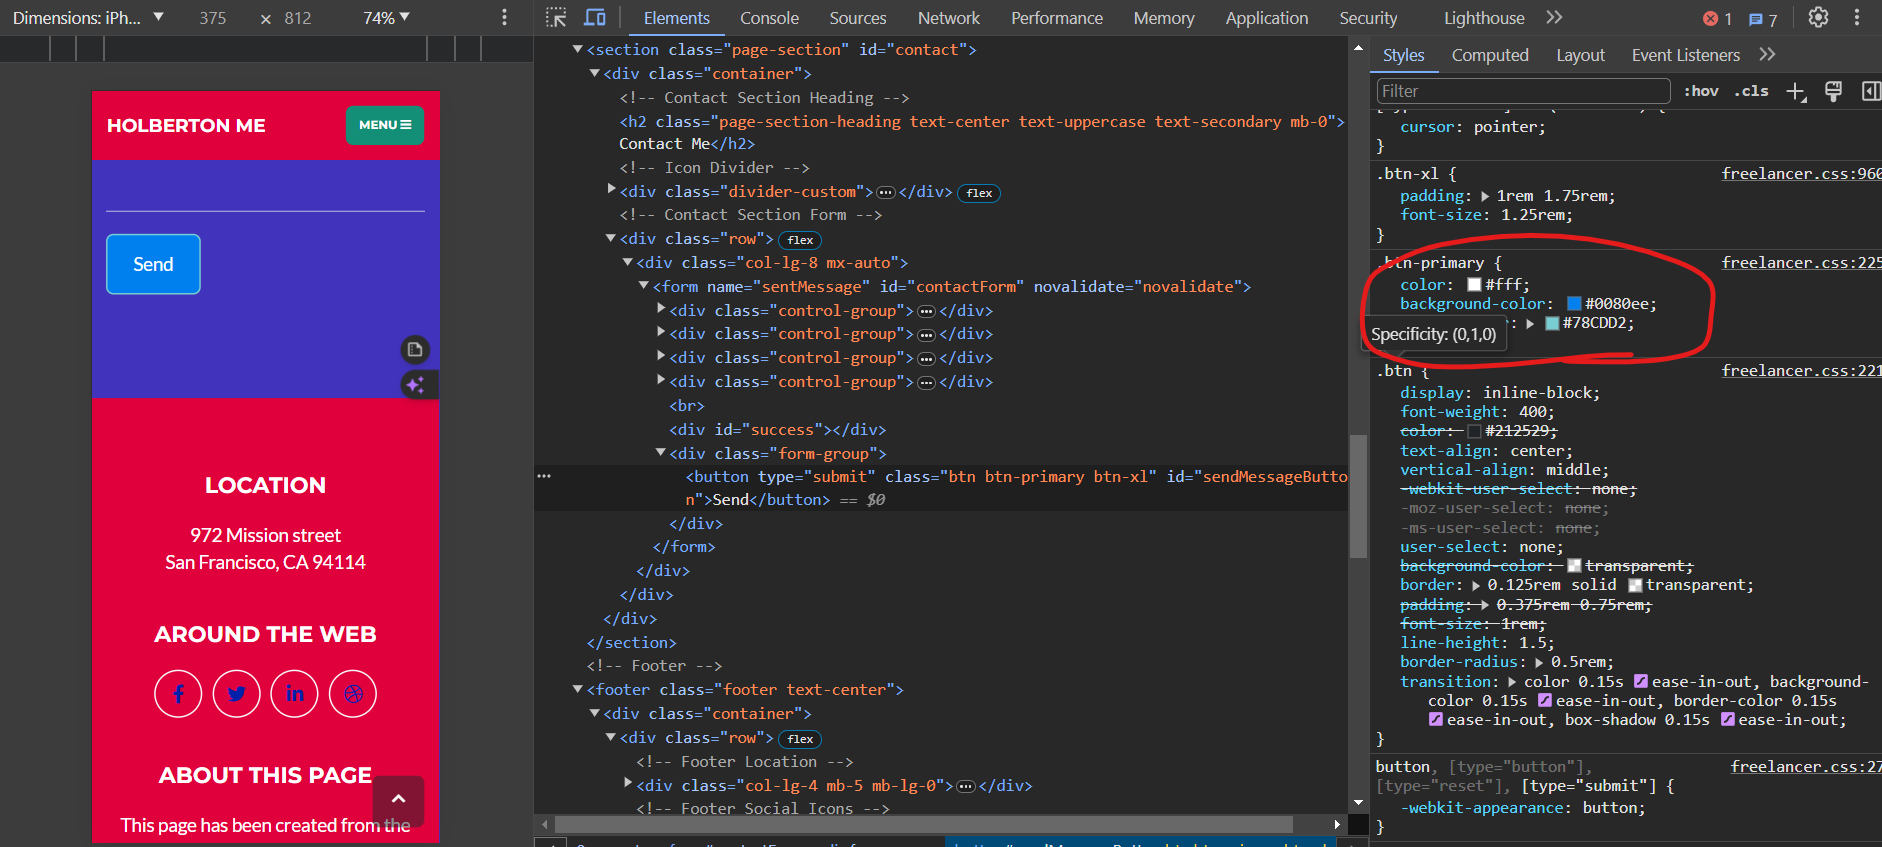 Dimensions: iPh... ▼ 375 × 812 74% ▼
Elements Console Sources Network Performance Memory Application Security Lighthouse 1 7
HOLBERTON ME
MENU
Send
LOCATION
972 Mission street
San Francisco, CA 94114
AROUND THE WEB
ABOUT THIS PAGE
This page has been created from the
<section class="page-section" id="contact">
<div class="container">
<!-- Contact Section Heading -->
<h2 class="page-section-heading text-center text-uppercase text-secondary mb-0">
Contact Me</h2>
<!-- Icon Divider -->
<div class="divider-custom">…</div> flex
<!-- Contact Section Form -->
<div class="row"> flex
<div class="col-lg-8 mx-auto">
<form name="sentMessage" id="contactForm" novalidate="novalidate">
<div class="control-group">…</div>
<div class="control-group">…</div>
<div class="control-group">…</div>
<div class="control-group">…</div>
<br>
<div id="success"></div>
<div class="form-group">
<button type="submit" class="btn btn-primary btn-xl" id="sendMessageButto
n">Send</button> == $0
</div>
</form>
</div>
</div>
</div>
</section>
<!-- Footer -->
<footer class="footer text-center">
<div class="container">
<div class="row"> flex
<!-- Footer Location -->
<div class="col-lg-4 mb-5 mb-lg-0">…</div>
<!-- Footer Social Icons -->
Styles Computed Layout Event Listeners
Filter :hov .cls
cursor: pointer;
}
.btn-xl { freelancer.css:960
padding: 1rem 1.75rem;
font-size: 1.25rem;
}
.btn-primary { freelancer.css:225
color: #fff;
background-color: #0080ee;
r: #78CDD2;
Specificity: (0,1,0)
.btn { freelancer.css:221
display: inline-block;
font-weight: 400;
color: #212529;
text-align: center;
vertical-align: middle;
-webkit-user-select: none;
-moz-user-select: none;
-ms-user-select: none;
user-select: none;
background-color: transparent;
border: 0.125rem solid transparent;
padding: 0.375rem 0.75rem;
font-size: 1rem;
line-height: 1.5;
border-radius: 0.5rem;
transition: color 0.15s ease-in-out, background-
color 0.15s ease-in-out, border-color 0.15s
ease-in-out, box-shadow 0.15s ease-in-out;
}
button, [type="button"], freelancer.css:27
[type="reset"], [type="submit"] {
-webkit-appearance: button;
}